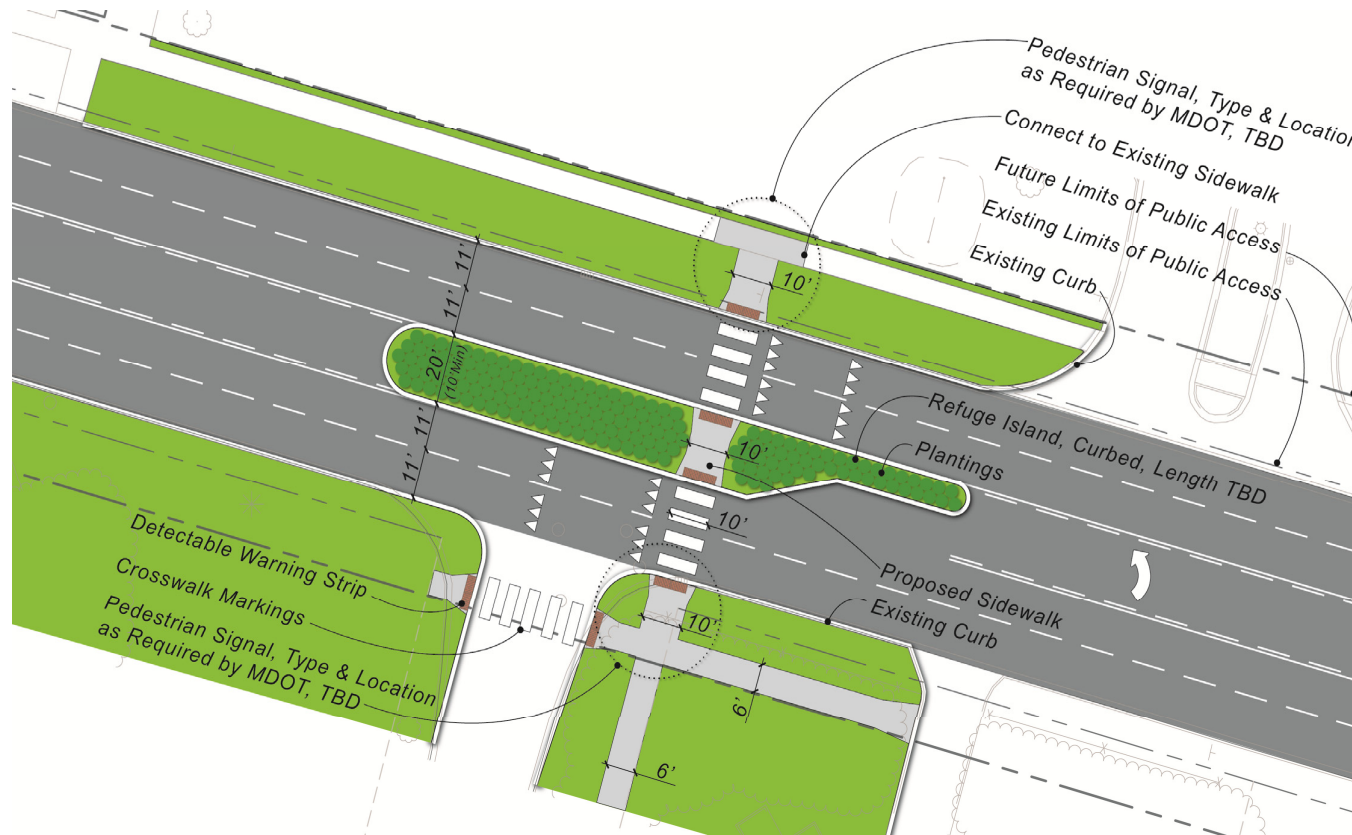 Pedestrian Signal, Type & Location
as Required by MDOT, TBD
Connect to Existing Sidewalk
Future Limits of Public Access
Existing Limits of Public Access
Existing Curb
11'
11'
10'
20'
(10'Min)
11'
11'
Refuge Island, Curbed, Length TBD
Plantings
10'
10'
Detectable Warning Strip
Crosswalk Markings
Pedestrian Signal, Type & Location
as Required by MDOT, TBD
Proposed Sidewalk
Existing Curb
10'
6'
6'